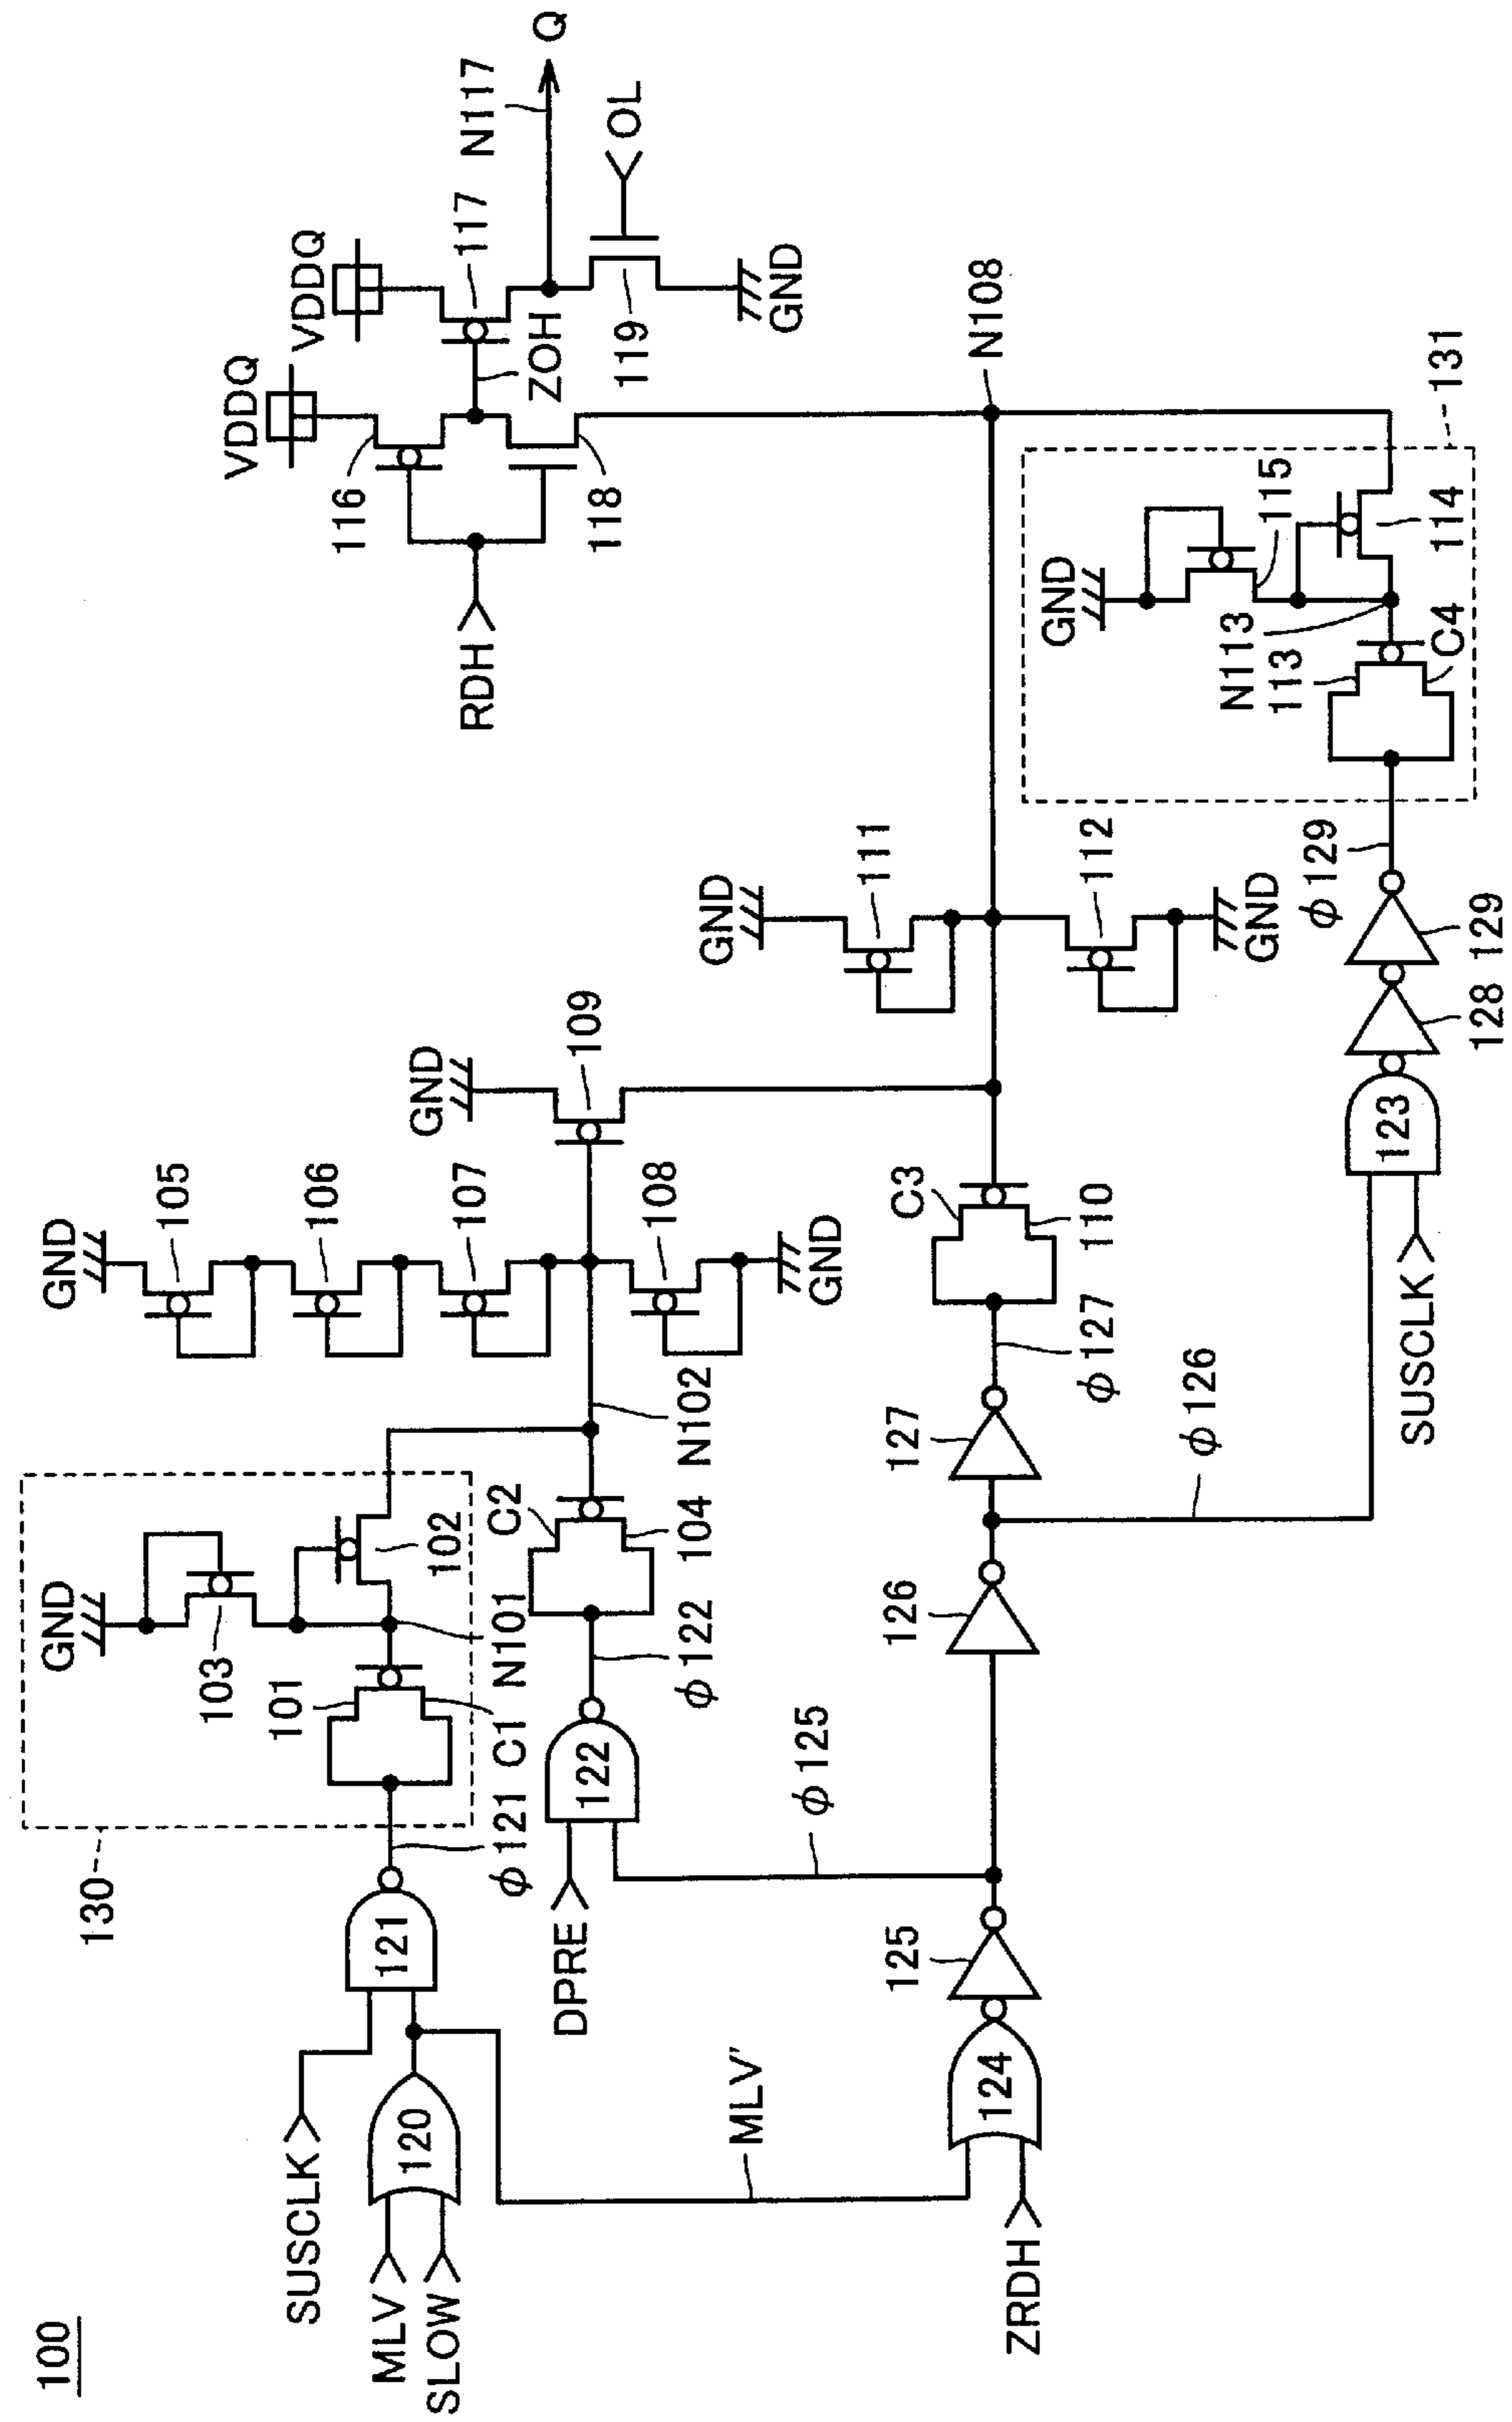 100
SUSCLK
MLV
SLOW
120
121
130
φ121
101
C1
N101
103
GND
102
DPRE
122
φ122
C2
104
N102
GND
105
106
107
108
GND
GND
109
MLV'
ZRDH
124
125
φ125
126
φ126
127
φ127
C3
110
GND
111
112
GND
SUSCLK
123
128
129
φ129
131
113
N113
C4
GND
115
114
N108
RDH
116
118
VDDQ
VDDQ
ZOH
117
N117
Q
OL
119
GND